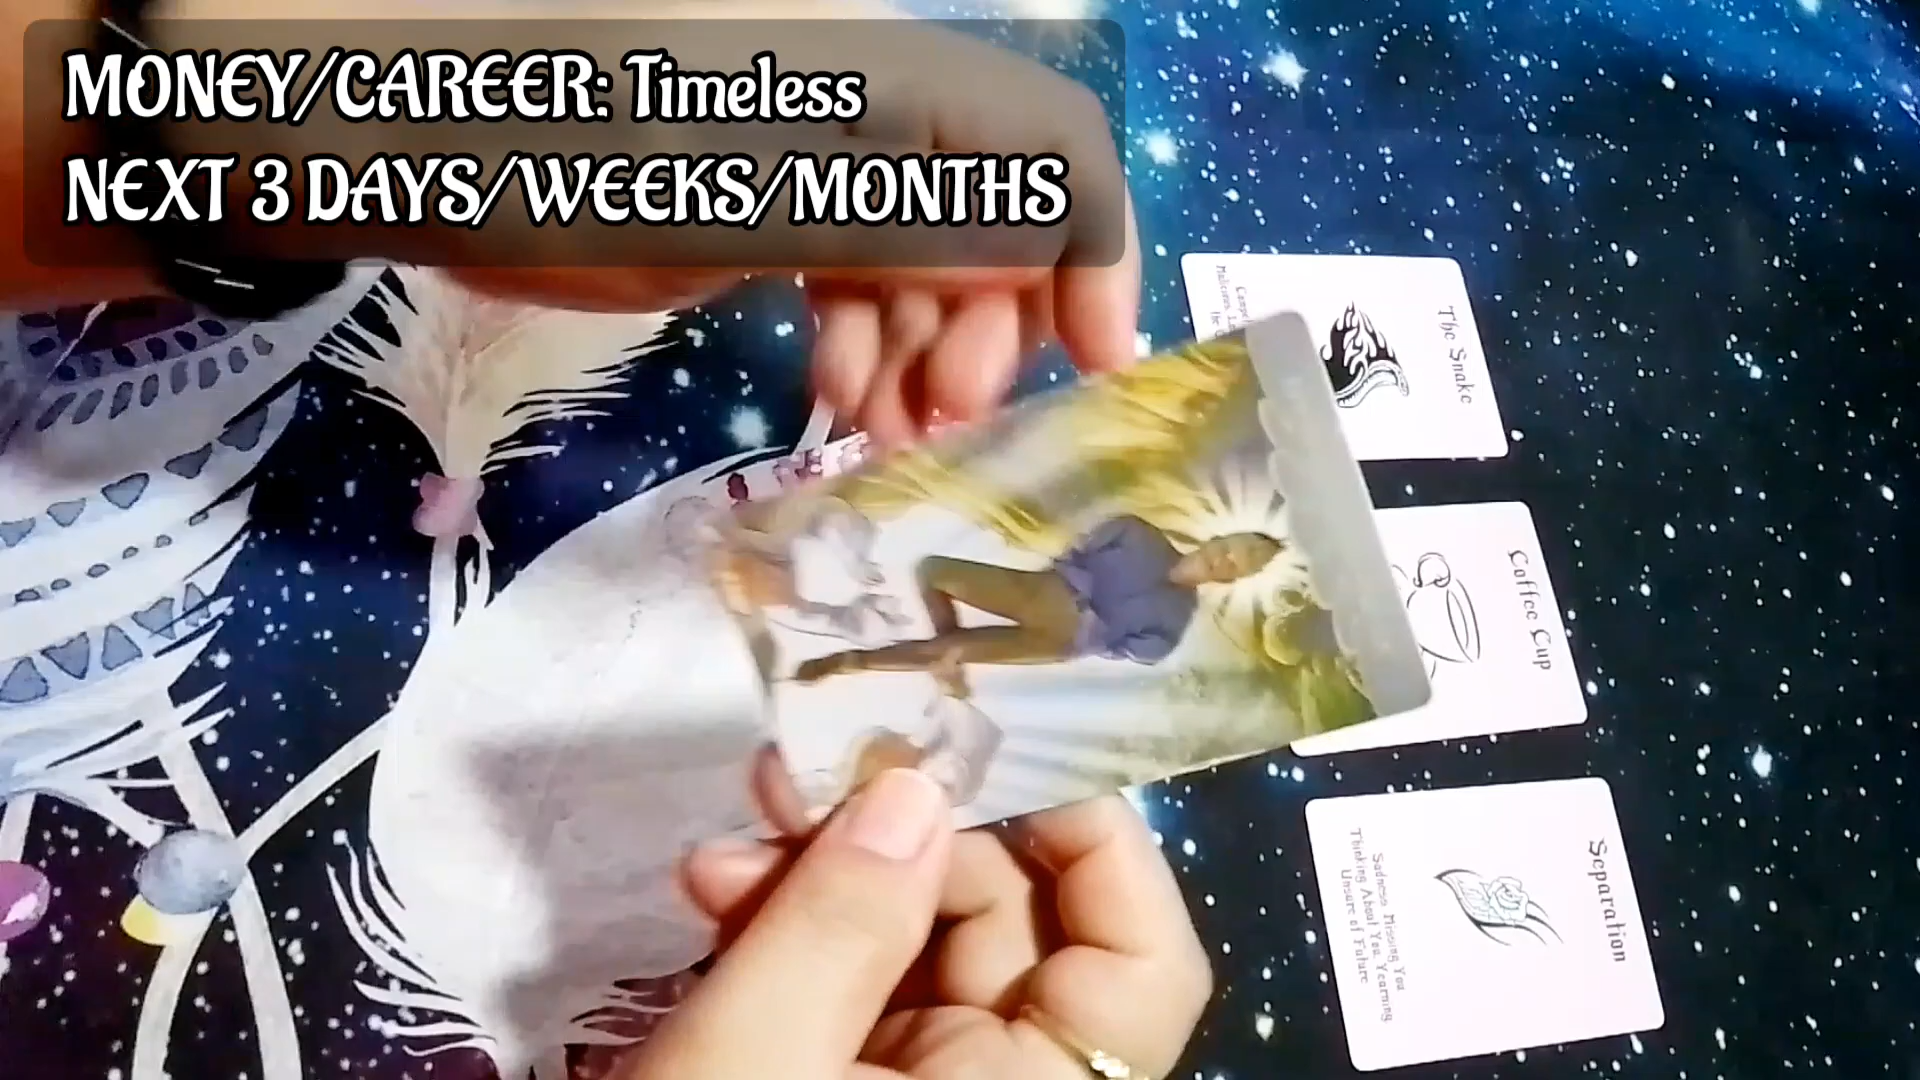 MONEY/CAREER: Timeless
NEXT 3 DAYS/WEEKS/MONTHS
The Snake
Coffee Cup
Separation
Sadness Missing You
Thinking About You, Yearning
Unsure of Future